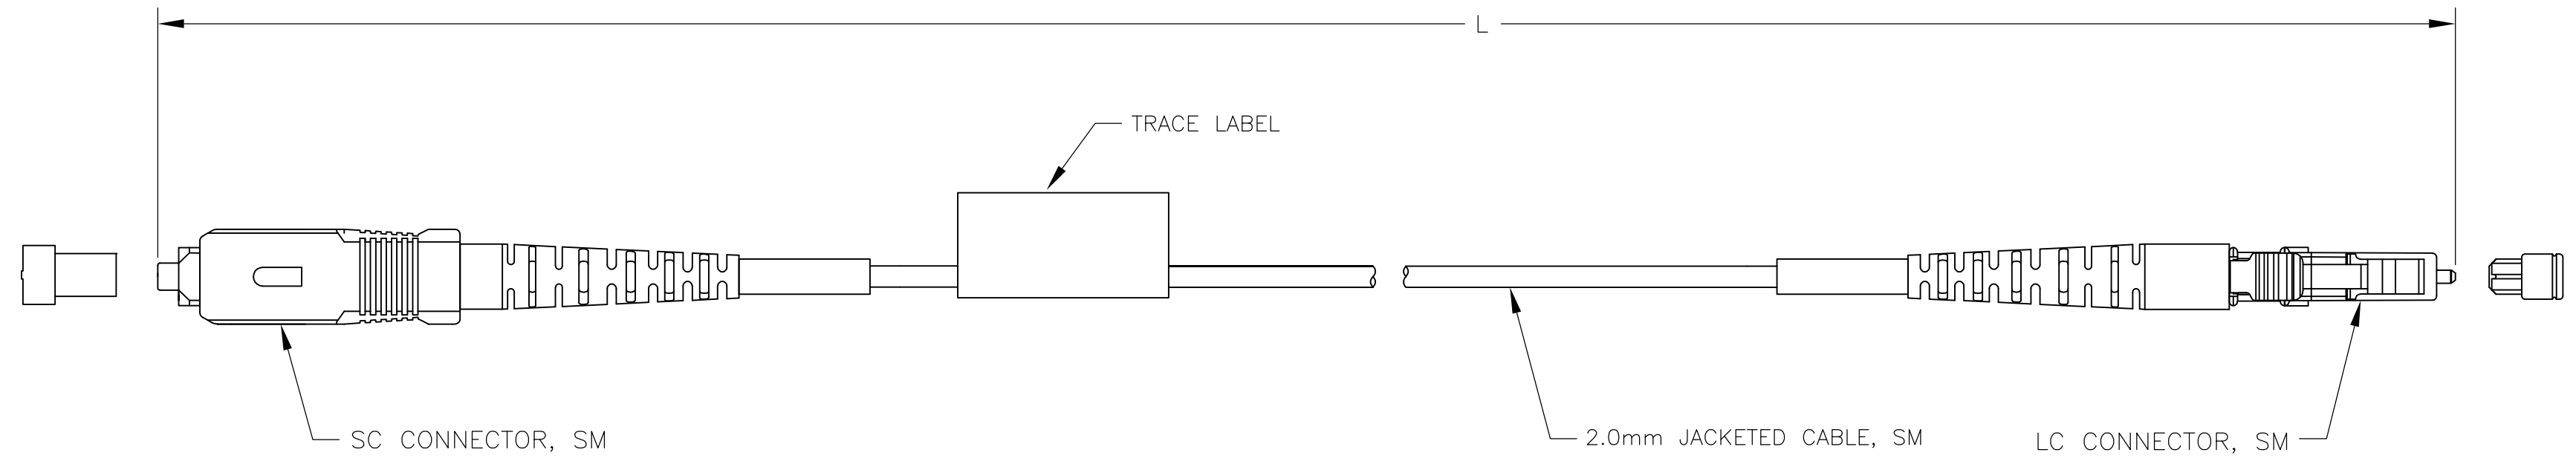 L
TRACE LABEL
SC CONNECTOR, SM
2.0mm JACKETED CABLE, SM
LC CONNECTOR, SM